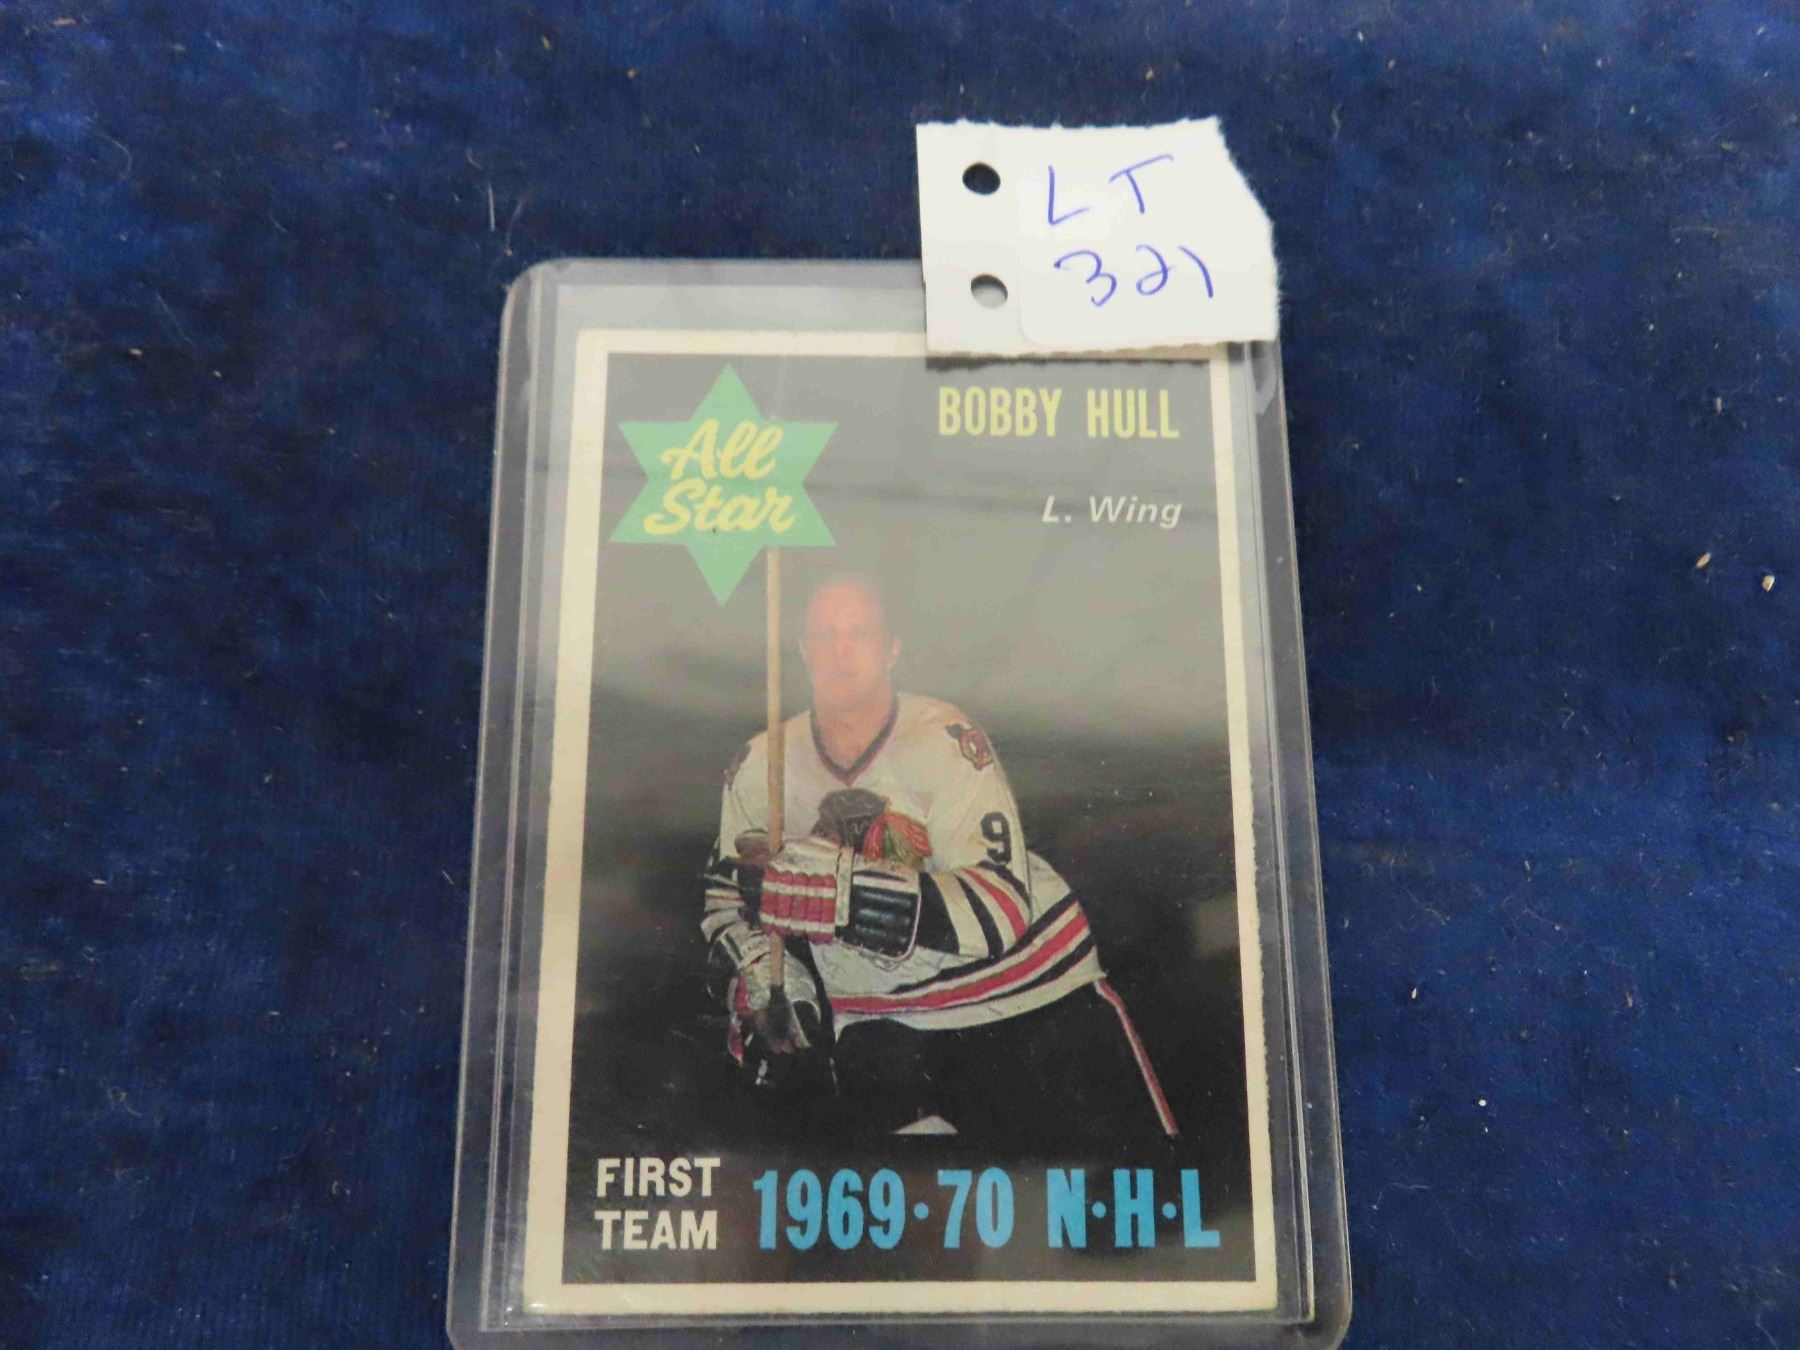 LT
321
All
Star
BOBBY HULL
L. Wing
9
FIRST
TEAM
1969·70 N·H·L